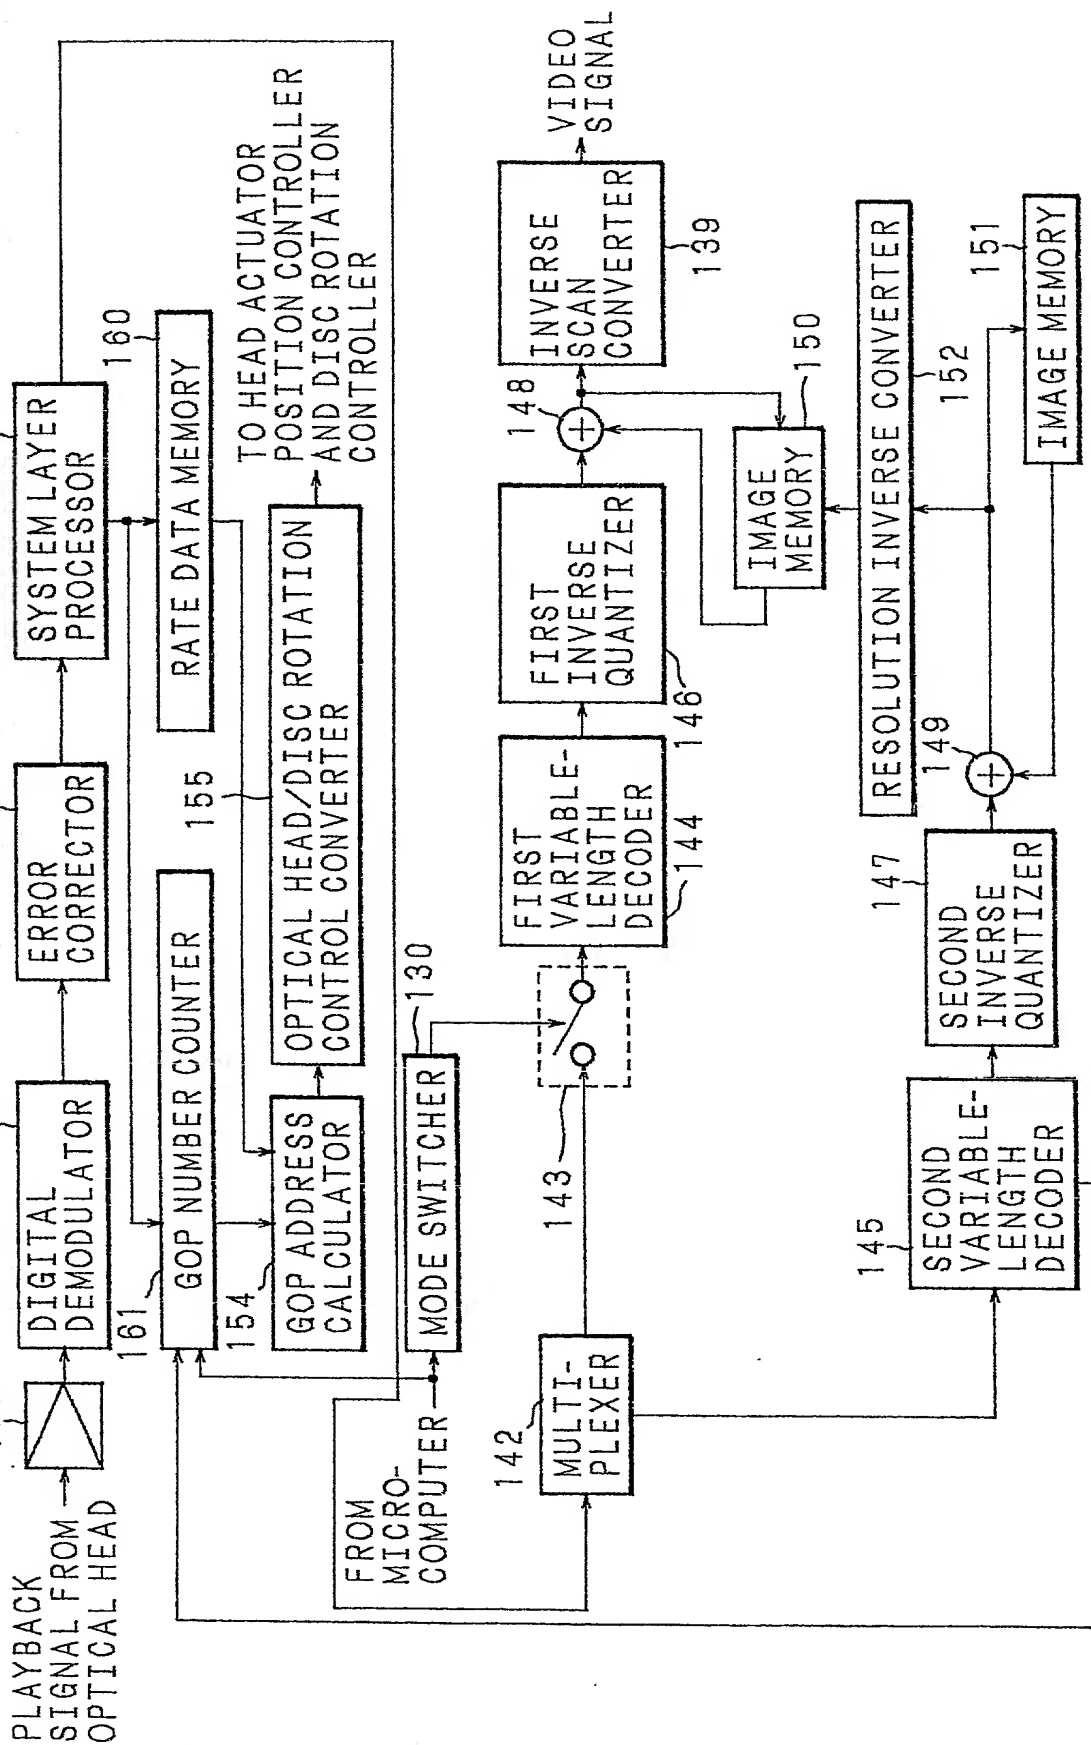 PLAYBACK
SIGNAL FROM
OPTICAL HEAD
DIGITAL
DEMODULATOR
ERROR
CORRECTOR
SYSTEM LAYER
PROCESSOR
161
GOP NUMBER COUNTER
RATE DATA MEMORY
160
154
GOP ADDRESS
CALCULATOR
155
OPTICAL HEAD/DISC ROTATION
CONTROL CONVERTER
TO HEAD ACTUATOR
POSITION CONTROLLER
AND DISC ROTATION
CONTROLLER
FROM
MICRO-
COMPUTER
MODE SWITCHER
130
142
MULTI-
PLEXER
143
FIRST
VARIABLE-
LENGTH
DECODER
144
FIRST
INVERSE
QUANTIZER
146
148
INVERSE
SCAN
CONVERTER
139
VIDEO
SIGNAL
IMAGE
MEMORY
150
RESOLUTION INVERSE CONVERTER
152
145
SECOND
VARIABLE-
LENGTH
DECODER
147
SECOND
INVERSE
QUANTIZER
149
IMAGE MEMORY
151